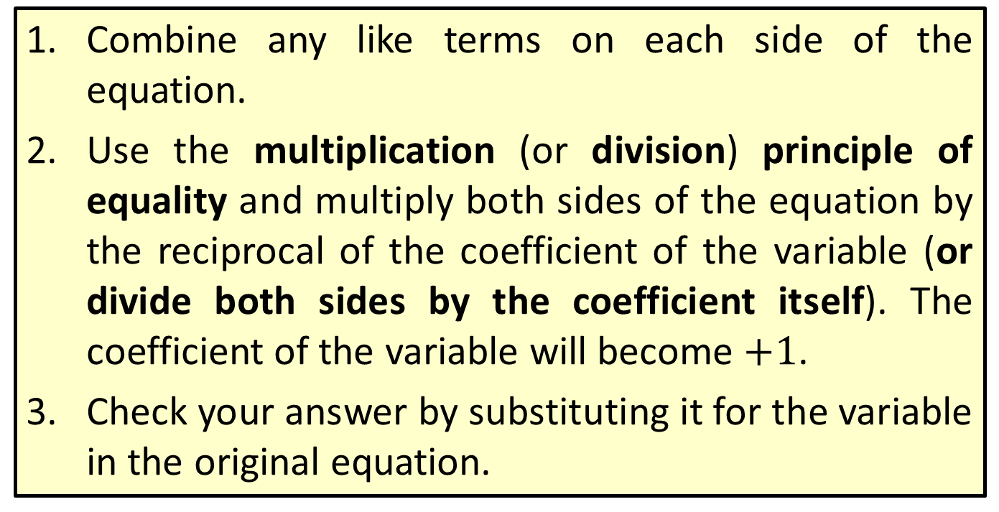 1. Combine any like terms on each side of the
equation.
2. Use the multiplication (or division) principle of
equality and multiply both sides of the equation by
the reciprocal of the coefficient of the variable (or
divide both sides by the coefficient itself). The
coefficient of the variable will become +1.
3. Check your answer by substituting it for the variable
in the original equation.